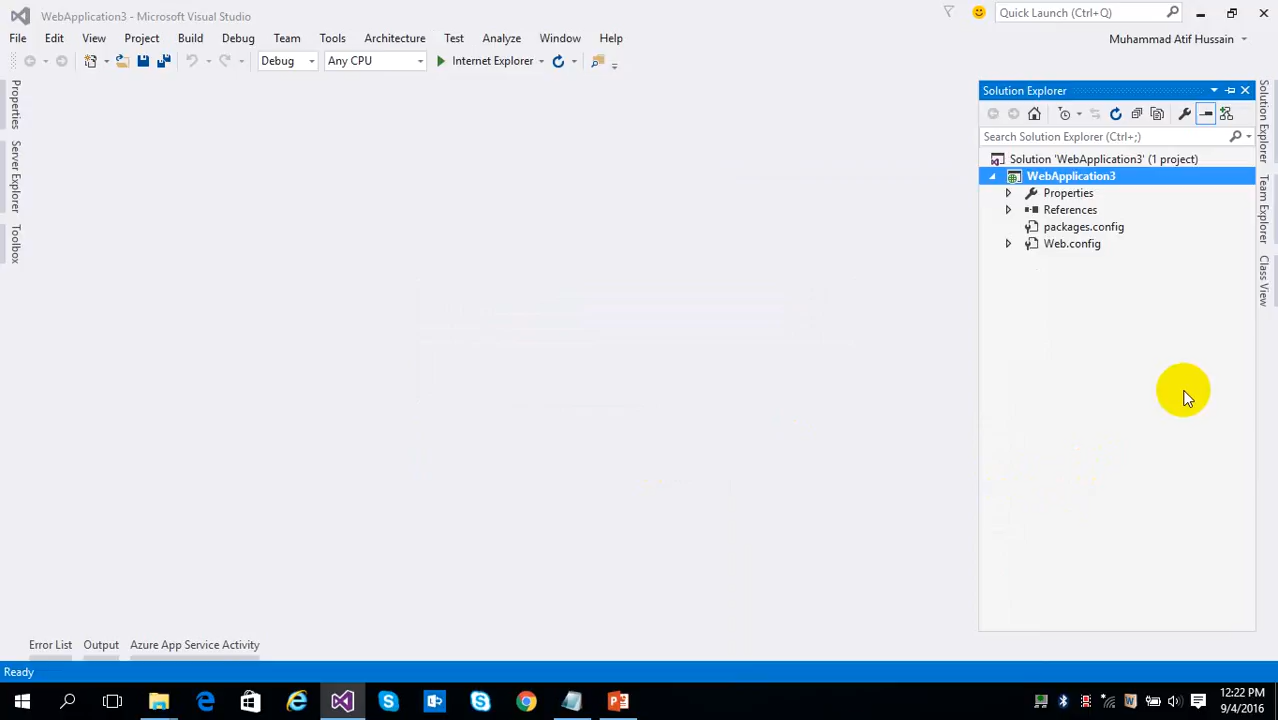 WebApplication3 - Microsoft Visual Studio
Quick Launch (Ctrl+Q)
File Edit View Project Build Debug Team Tools Architecture Test Analyze Window Help
Muhammad Atif Hussain
Debug Any CPU Internet Explorer
Properties
Server Explorer
Toolbox
Solution Explorer
Search Solution Explorer (Ctrl+;)
Solution 'WebApplication3' (1 project)
WebApplication3
Properties
References
packages.config
Web.config
Solution Explorer
Team Explorer
Class View
Error List Output Azure App Service Activity
Ready
12:22 PM
9/4/2016